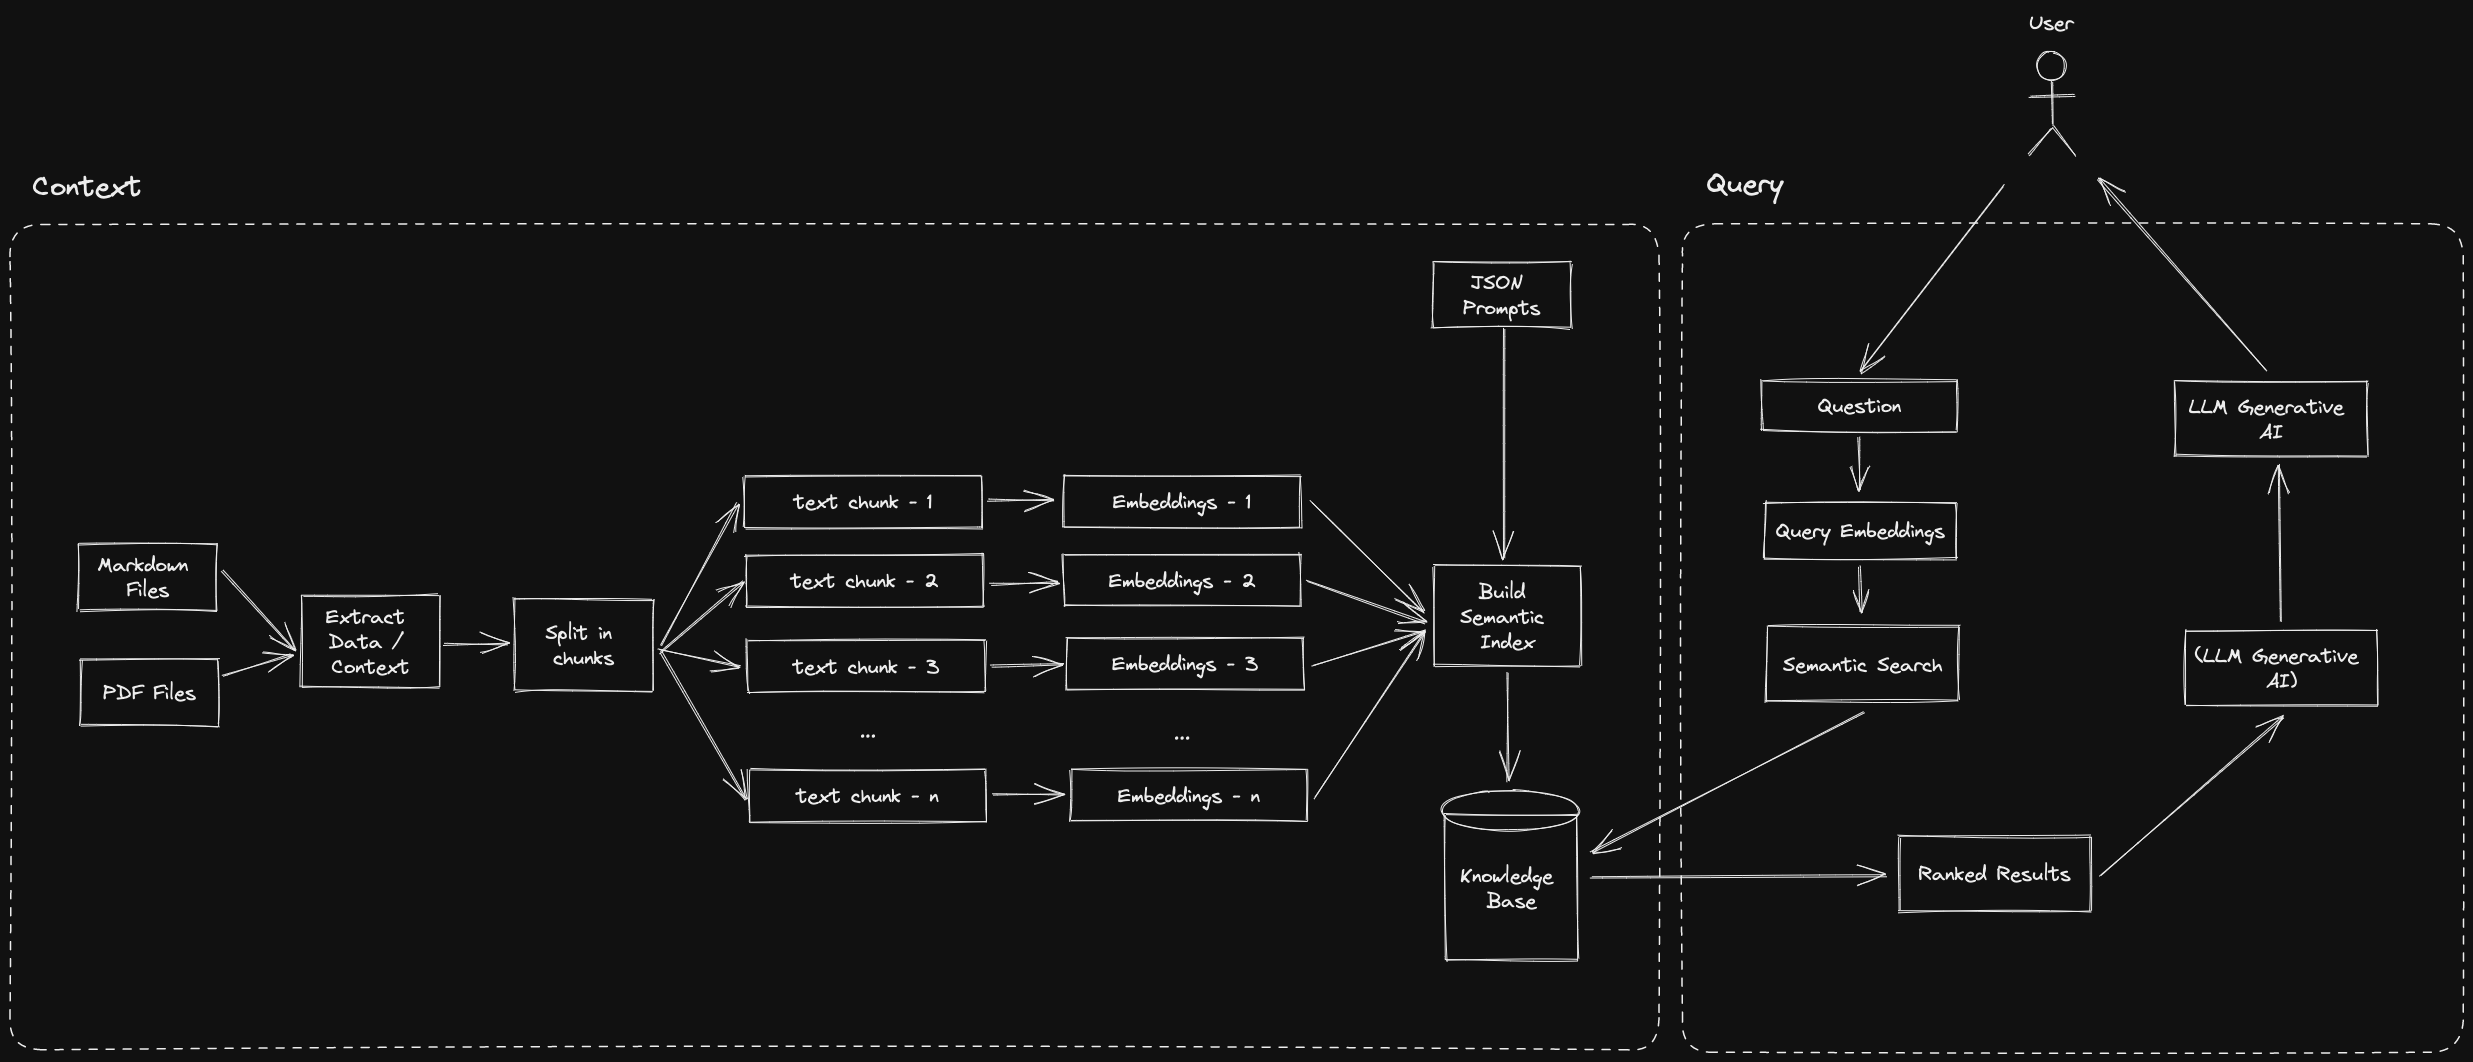 User
Context
Query
JSON
Prompts
Question
LLM Generative
AI
text chunk - 1
Embeddings - 1
Query Embeddings
Markdown
Files
text chunk - 2
Embeddings - 2
Build
Semantic
Index
Extract
Data /
Context
Split in
chunks
text chunk - 3
Embeddings - 3
Semantic Search
(LLM Generative
AI)
PDF Files
...
...
text chunk - n
Embeddings - n
Knowledge
Base
Ranked Results